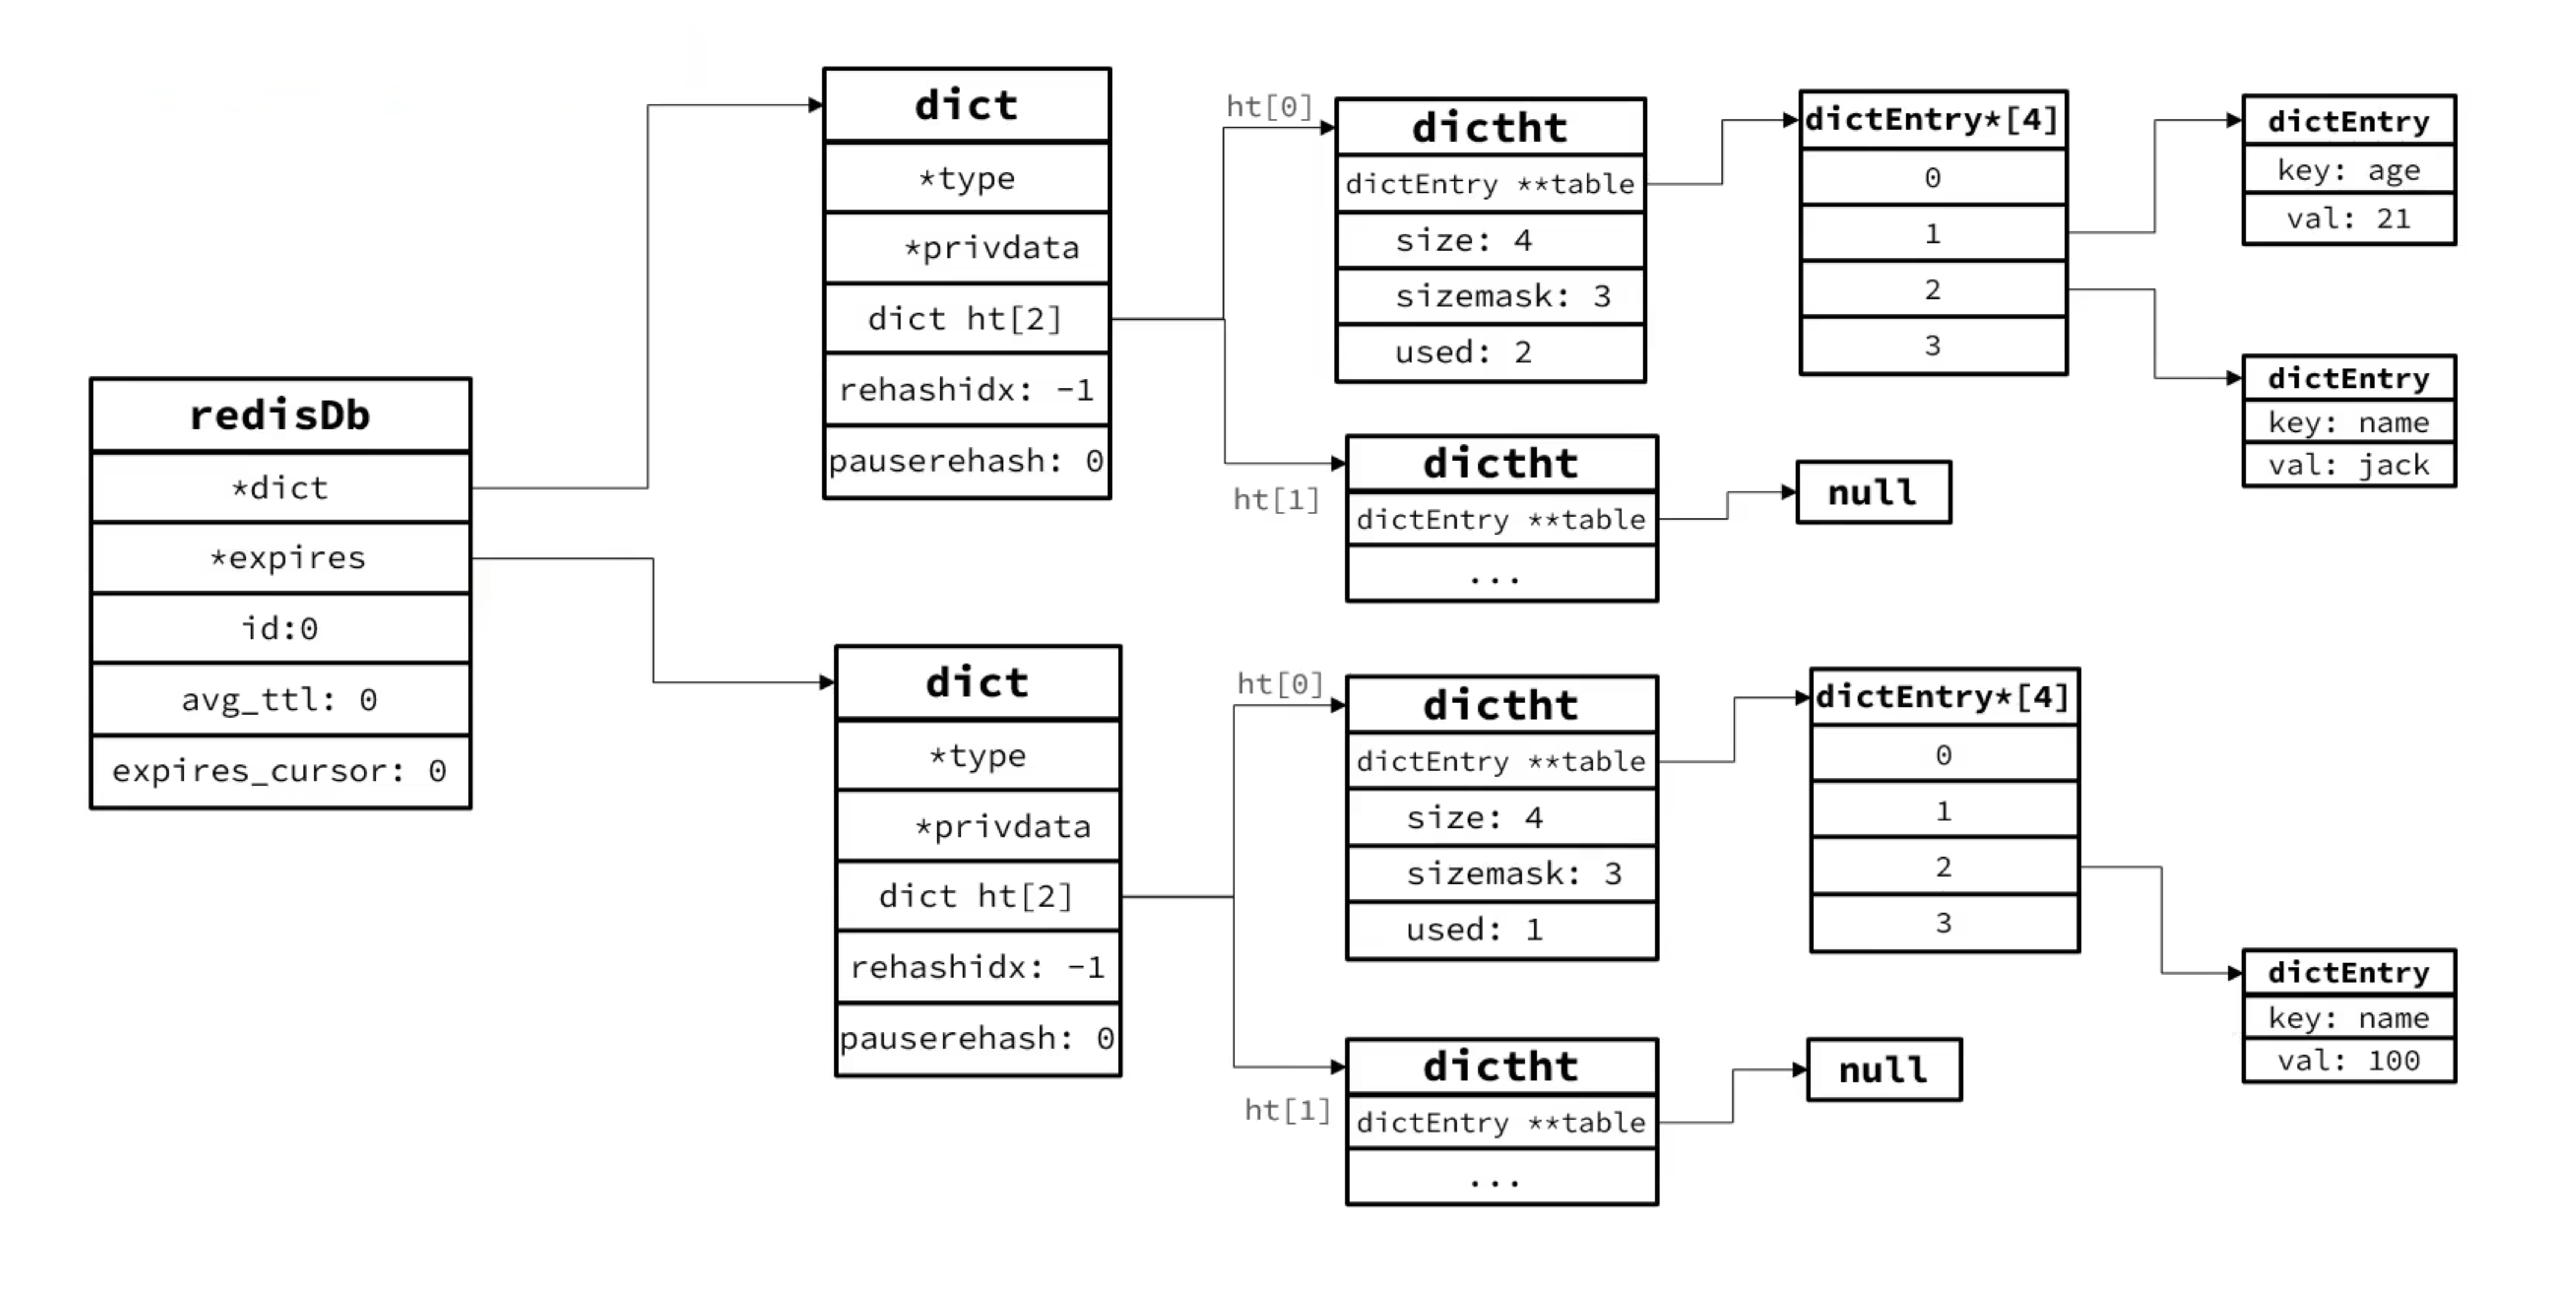 redisDb
*dict
*expires
id:0
avg_ttl: 0
expires_cursor: 0
dict
*type
*privdata
dict ht[2]
rehashidx: -1
pauserehash: 0
ht[0]
dictht
dictEntry **table
size: 4
sizemask: 3
used: 2
dictEntry*[4]
0
1
2
3
dictEntry
key: age
val: 21
dictEntry
key: name
val: jack
ht[1]
dictht
dictEntry **table
...
null
dict
*type
*privdata
dict ht[2]
rehashidx: -1
pauserehash: 0
ht[0]
dictht
dictEntry **table
size: 4
sizemask: 3
used: 1
dictEntry*[4]
0
1
2
3
dictEntry
key: name
val: 100
ht[1]
dictht
dictEntry **table
...
null